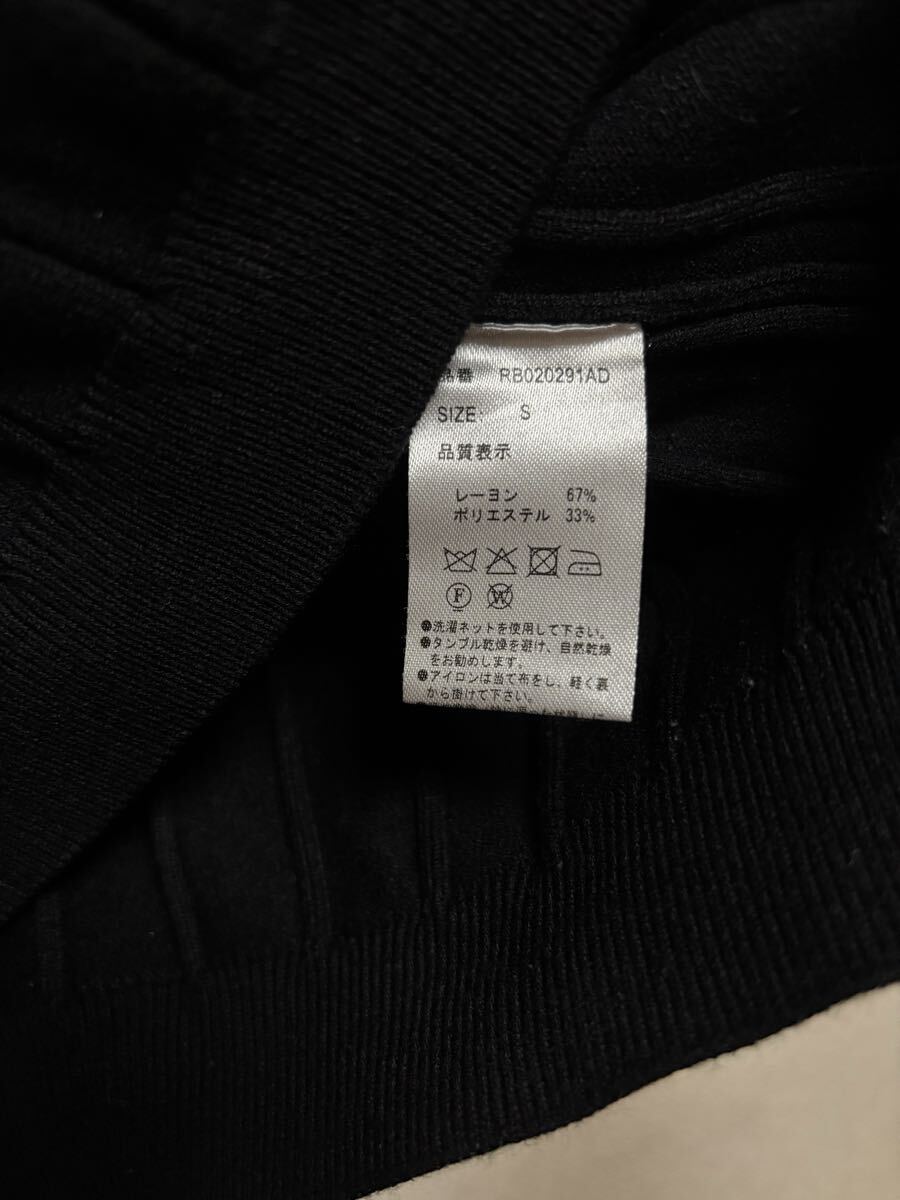 品番 RB020291AD
SIZE: S
品質表示
レーヨン 67%
ポリエステル 33%
F W
●洗濯ネットを使用して下さい。
●タンブル乾燥を避け、自然乾燥
をお勧めします。
●アイロンは当て布をし、軽く裏
から掛けて下さい。